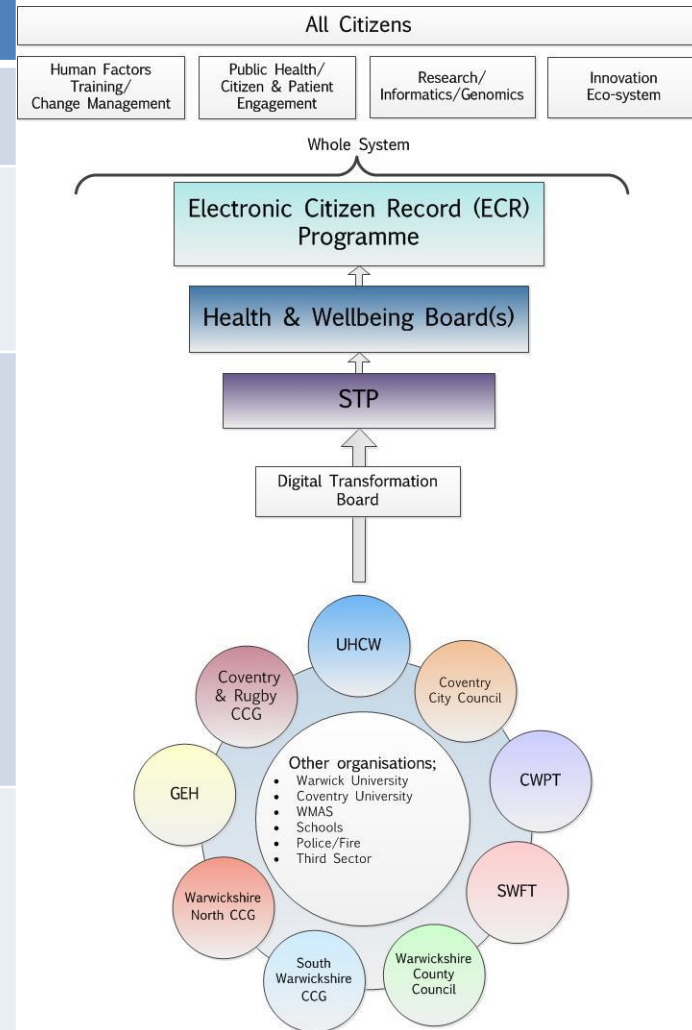 All Citizens
Human Factors
Training/
Change Management
Public Health/
Citizen & Patient
Engagement
Research/
Informatics/Genomics
Innovation
Eco-system
Whole System
Electronic Citizen Record (ECR)
Programme
Health & Wellbeing Board(s)
STP
Digital Transformation
Board
UHCW
Coventry
& Rugby
CCG
Coventry
City Council
GEH
CWPT
Other organisations;
• Warwick University
• Coventry University
• WMAS
• Schools
• Police/Fire
• Third Sector
Warwickshire
North CCG
SWFT
South
Warwickshire
CCG
Warwickshire
County
Council